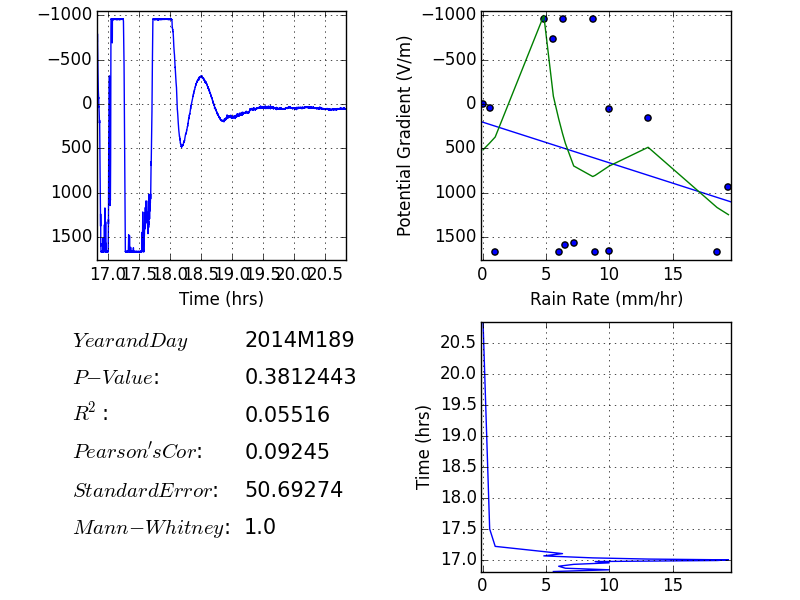 −1000
−500
0
500
1000
1500
17.0 17.5 18.0 18.5 19.0 19.5 20.0 20.5
Time (hrs)
Potential Gradient (V/m)
−1000
−500
0
500
1000
1500
0 5 10 15
Rain Rate (mm/hr)
YearandDay 2014M189
P−Value: 0.3812443
R²: 0.05516
Pearson'sCor: 0.09245
StandardError: 50.69274
Mann−Whitney: 1.0
Time (hrs)
20.5
20.0
19.5
19.0
18.5
18.0
17.5
17.0
0 5 10 15